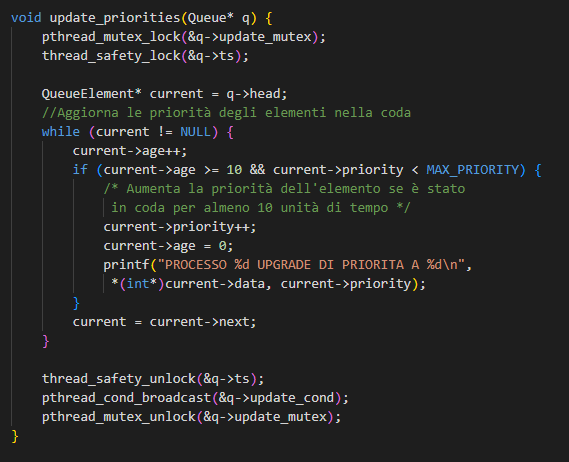 void update_priorities(Queue* q) {
    pthread_mutex_lock(&q->update_mutex);
    thread_safety_lock(&q->ts);

    QueueElement* current = q->head;
    //Aggiorna le priorità degli elementi nella coda
    while (current != NULL) {
        current->age++;
        if (current->age >= 10 && current->priority < MAX_PRIORITY) {
            /* Aumenta la priorità dell'elemento se è stato
             in coda per almeno 10 unità di tempo */
            current->priority++;
            current->age = 0;
            printf("PROCESSO %d UPGRADE DI PRIORITA A %d\n",
             *(int*)current->data, current->priority);
        }
        current = current->next;
    }

    thread_safety_unlock(&q->ts);
    pthread_cond_broadcast(&q->update_cond);
    pthread_mutex_unlock(&q->update_mutex);
}